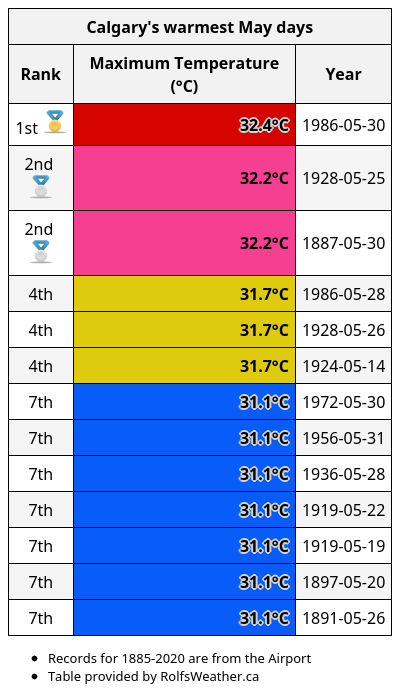 Calgary's warmest May days
Rank Maximum Temperature (°C) Year
1st 32.4°C 1986-05-30
2nd 32.2°C 1928-05-25
2nd 32.2°C 1887-05-30
4th 31.7°C 1986-05-28
4th 31.7°C 1928-05-26
4th 31.7°C 1924-05-14
7th 31.1°C 1972-05-30
7th 31.1°C 1956-05-31
7th 31.1°C 1936-05-28
7th 31.1°C 1919-05-22
7th 31.1°C 1919-05-19
7th 31.1°C 1897-05-20
7th 31.1°C 1891-05-26
• Records for 1885-2020 are from the Airport
• Table provided by RolfsWeather.ca